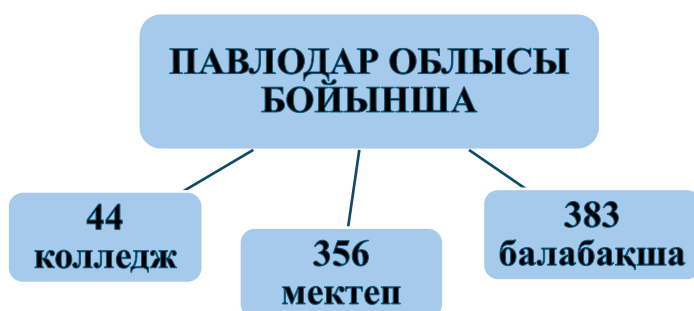 ПАВЛОДАР ОБЛЫСЫ
БОЙЫНША
44
колледж
356
мектеп
383
балабақша